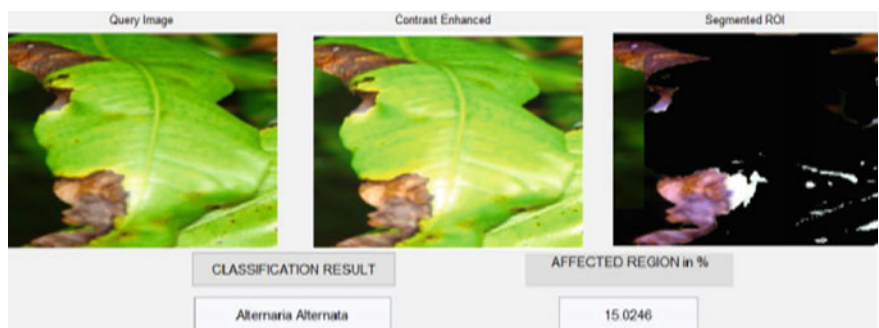 Query Image
Contrast Enhanced
Segmented ROI
CLASSIFICATION RESULT
AFFECTED REGION in %
Alternaria Alternata
15.0246